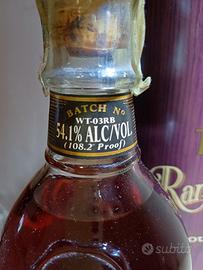 BATCH Nº
WT-03RB
54.1% ALC/VOL
(108.2° Proof)
Ra
subito